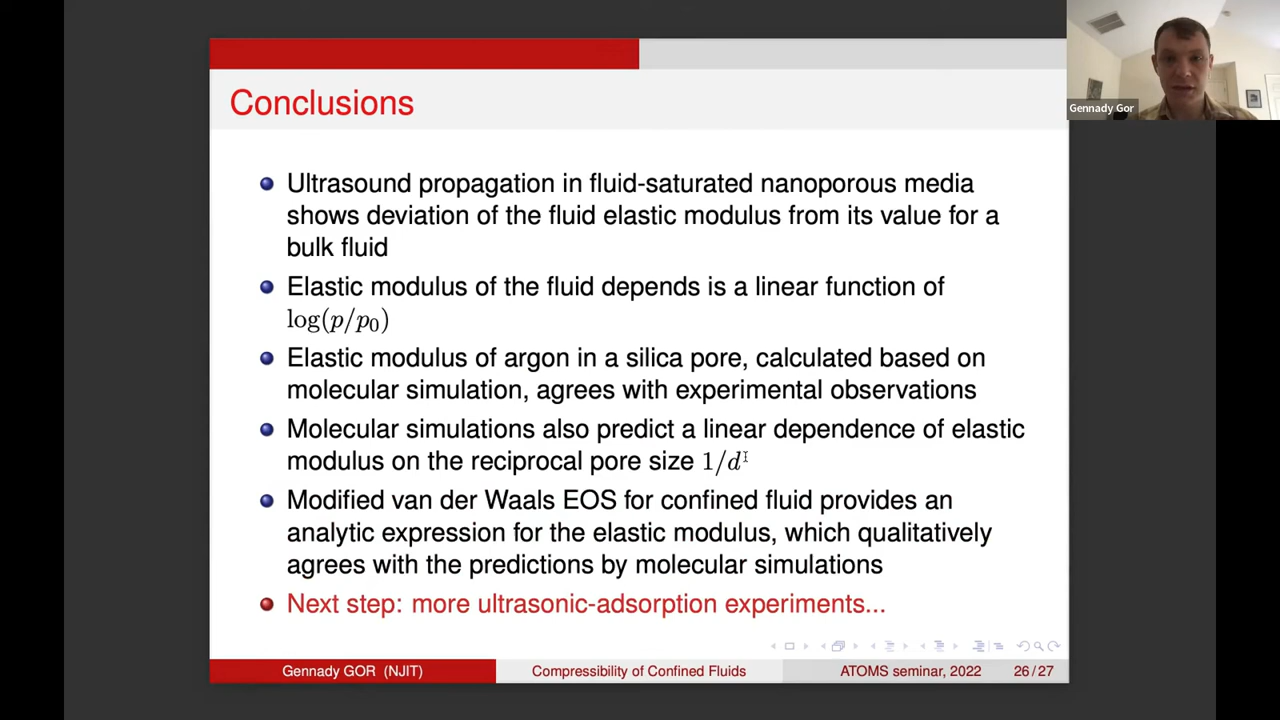 Conclusions
Ultrasound propagation in fluid-saturated nanoporous media
shows deviation of the fluid elastic modulus from its value for a
bulk fluid
Elastic modulus of the fluid depends is a linear function of
log(p/p₀)
Elastic modulus of argon in a silica pore, calculated based on
molecular simulation, agrees with experimental observations
Molecular simulations also predict a linear dependence of elastic
modulus on the reciprocal pore size 1/d
Modified van der Waals EOS for confined fluid provides an
analytic expression for the elastic modulus, which qualitatively
agrees with the predictions by molecular simulations
Next step: more ultrasonic-adsorption experiments...
Gennady GOR (NJIT) Compressibility of Confined Fluids ATOMS seminar, 2022 26/27
Gennady Gor